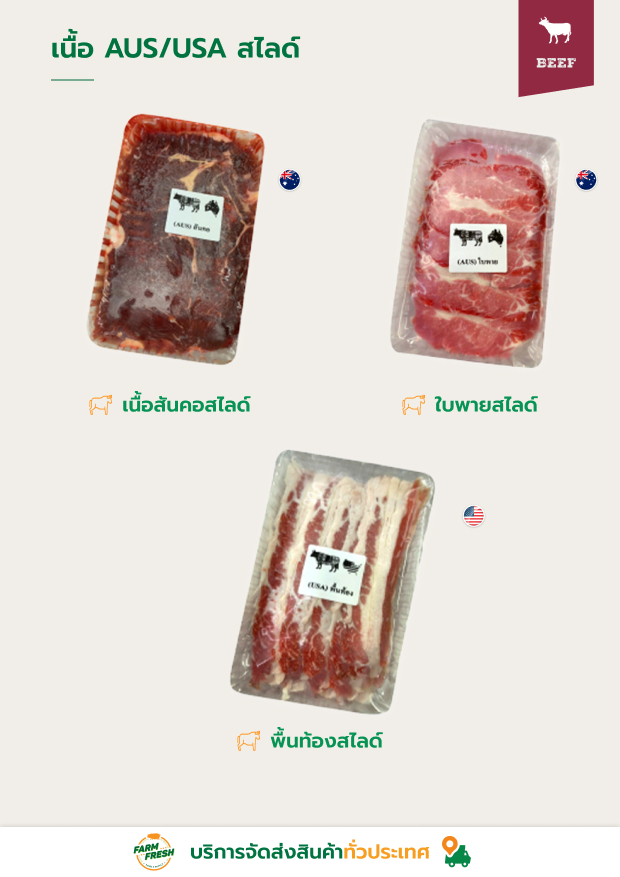 เนื้อ AUS/USA สไลด์
BEEF
(AUS) สันคอ
(AUS) ใบพาย
เนื้อสันคอสไลด์
ใบพายสไลด์
(USA) พื้นท้อง
พื้นท้องสไลด์
FARM
FRESH
บริการจัดส่งสินค้าทั่วประเทศ